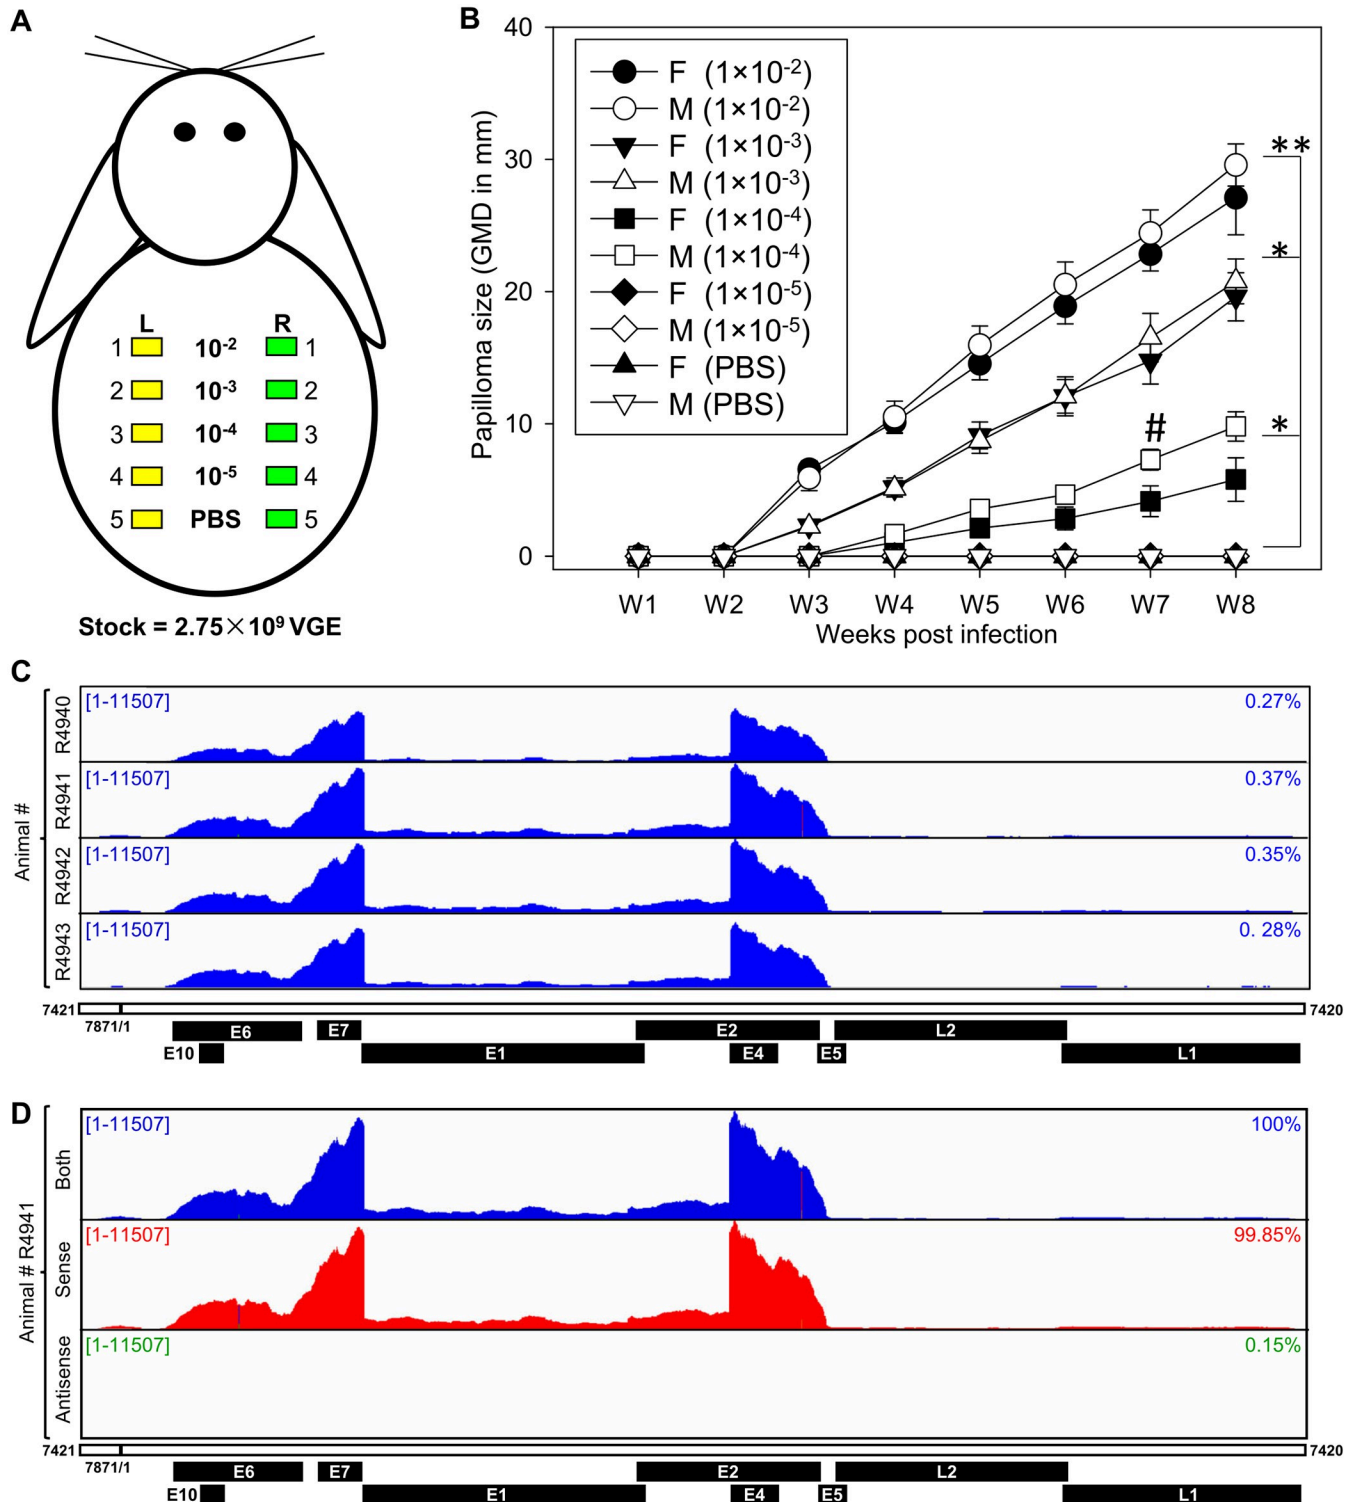 A
L R
1 10-2 1
2 10-3 2
3 10-4 3
4 10-5 4
5 PBS 5
Stock = 2.75×10⁹ VGE
B
Papilloma size (GMD in mm)
40
30
20
10
0
F (1×10-2)
M (1×10-2)
F (1×10-3)
M (1×10-3)
F (1×10-4)
M (1×10-4)
F (1×10-5)
M (1×10-5)
F (PBS)
M (PBS)
**
*
#
*
W1 W2 W3 W4 W5 W6 W7 W8
Weeks post infection
C
Animal #
R4940
[1-11507] 0.27%
R4941
[1-11507] 0.37%
R4942
[1-11507] 0.35%
R4943
[1-11507] 0. 28%
7421 7420
7871/1
E6 E7 E2 L2
E10 E1 E4 E5 L1
D
Animal # R4941
Both
[1-11507] 100%
Sense
[1-11507] 99.85%
Antisense
[1-11507] 0.15%
7421 7420
7871/1
E6 E7 E2 L2
E10 E1 E4 E5 L1